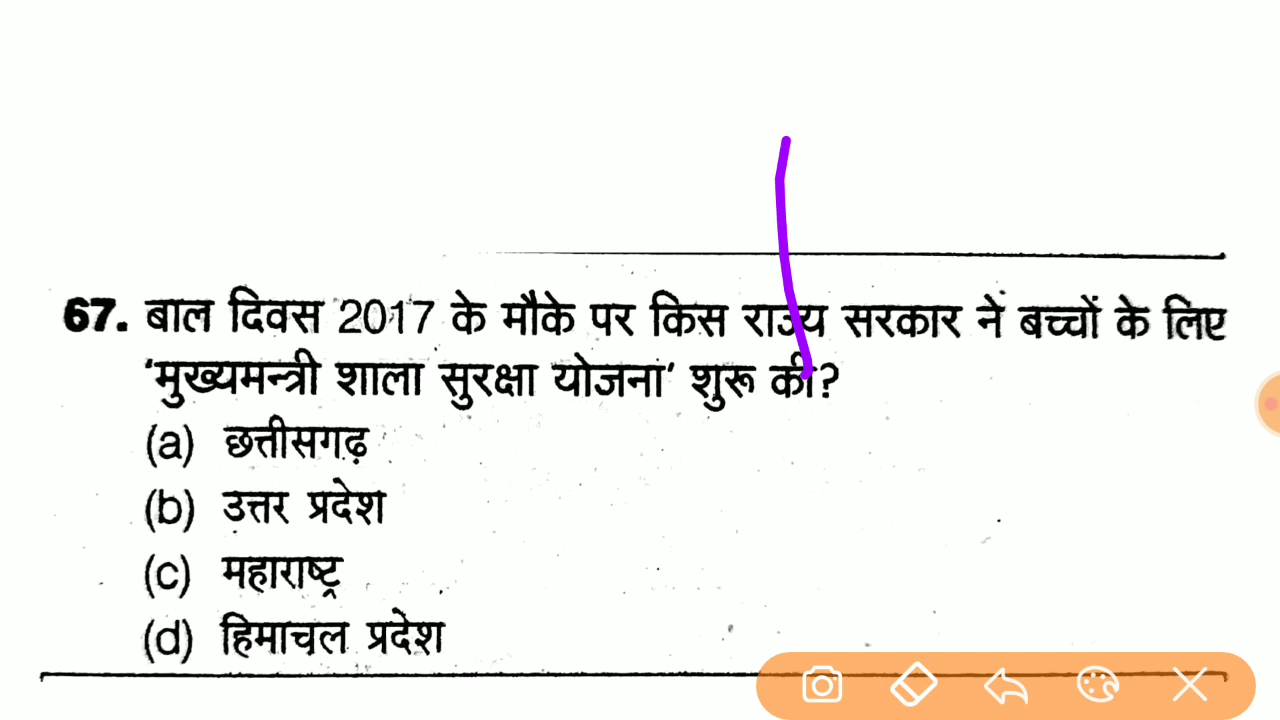 67. बाल दिवस 2017 के मौके पर किस राज्य सरकार ने बच्चों के लिए
'मुख्यमन्त्री शाला सुरक्षा योजना' शुरू की?
(a) छत्तीसगढ़
(b) उत्तर प्रदेश
(c) महाराष्ट्र
(d) हिमाचल प्रदेश